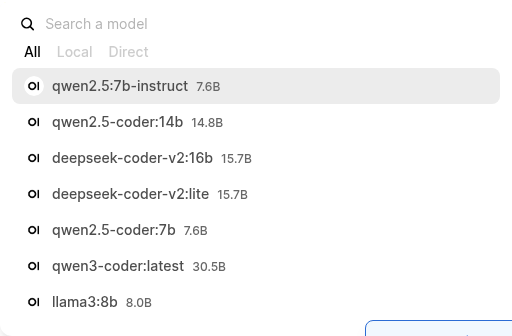 Search a model
All Local Direct
OI qwen2.5:7b-instruct 7.6B
OI qwen2.5-coder:14b 14.8B
OI deepseek-coder-v2:16b 15.7B
OI deepseek-coder-v2:lite 15.7B
OI qwen2.5-coder:7b 7.6B
OI qwen3-coder:latest 30.5B
OI llama3:8b 8.0B